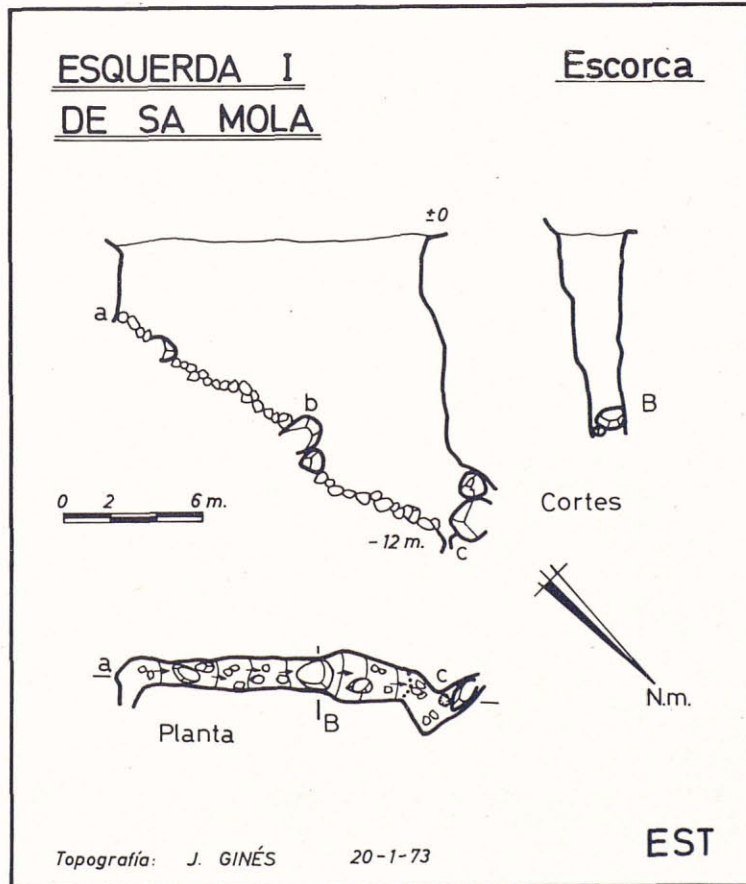 ESQUERDA I
DE SA MOLA
Escorca
±0
a
b
B
0 2 6 m.
-12 m.
c
Cortes
a
c
B
Planta
N.m.
Topografía: J. GINÉS 20-1-73
EST